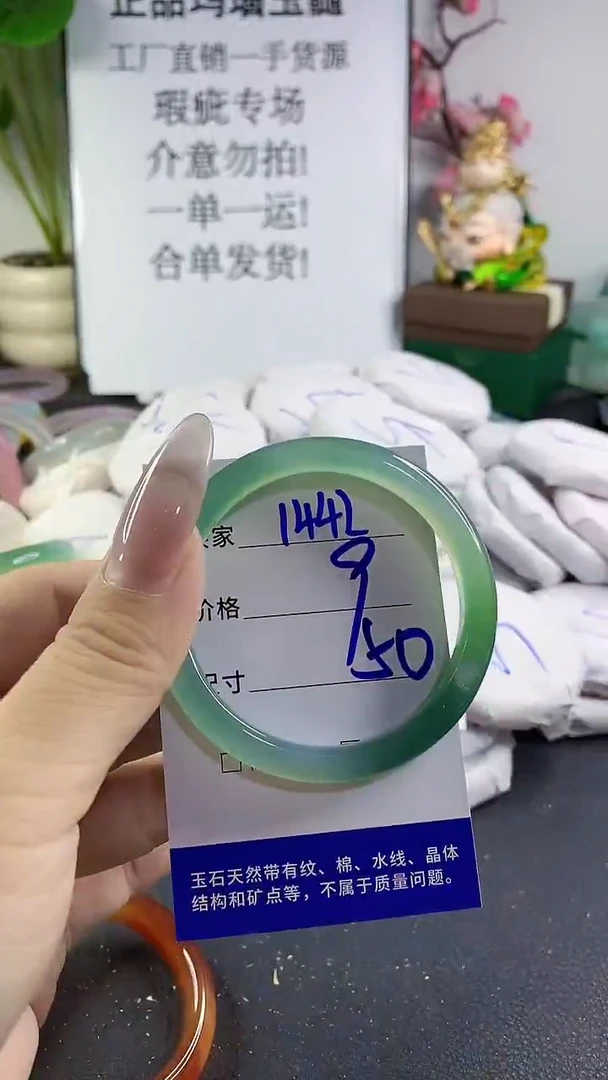 正品玛瑙玉髓
工厂直销一手货源
瑕疵专场
介意勿拍!
一单一运!
合单发货!
家 144
价格
尺寸 50
玉石天然带有纹、棉、水线、晶体
结构和矿点等，不属于质量问题。